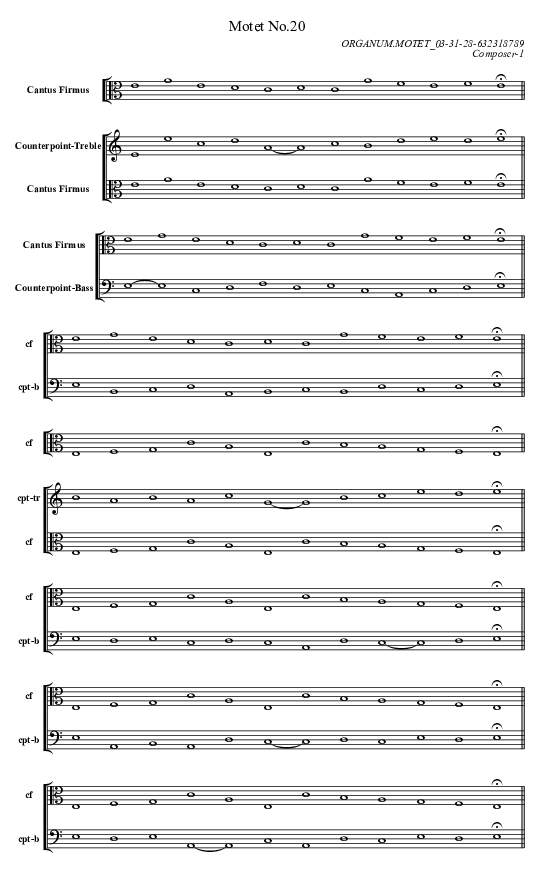 Motet No.20
ORGANUM.MOTET_03-31-28-632318789
Composer-1
Cantus Firmus
Counterpoint-Treble
Cantus Firmus
Cantus Firmus
Counterpoint-Bass
cf
cpt-b
cf
cpt-tr
cf
cf
cpt-b
cf
cpt-b
cf
cpt-b